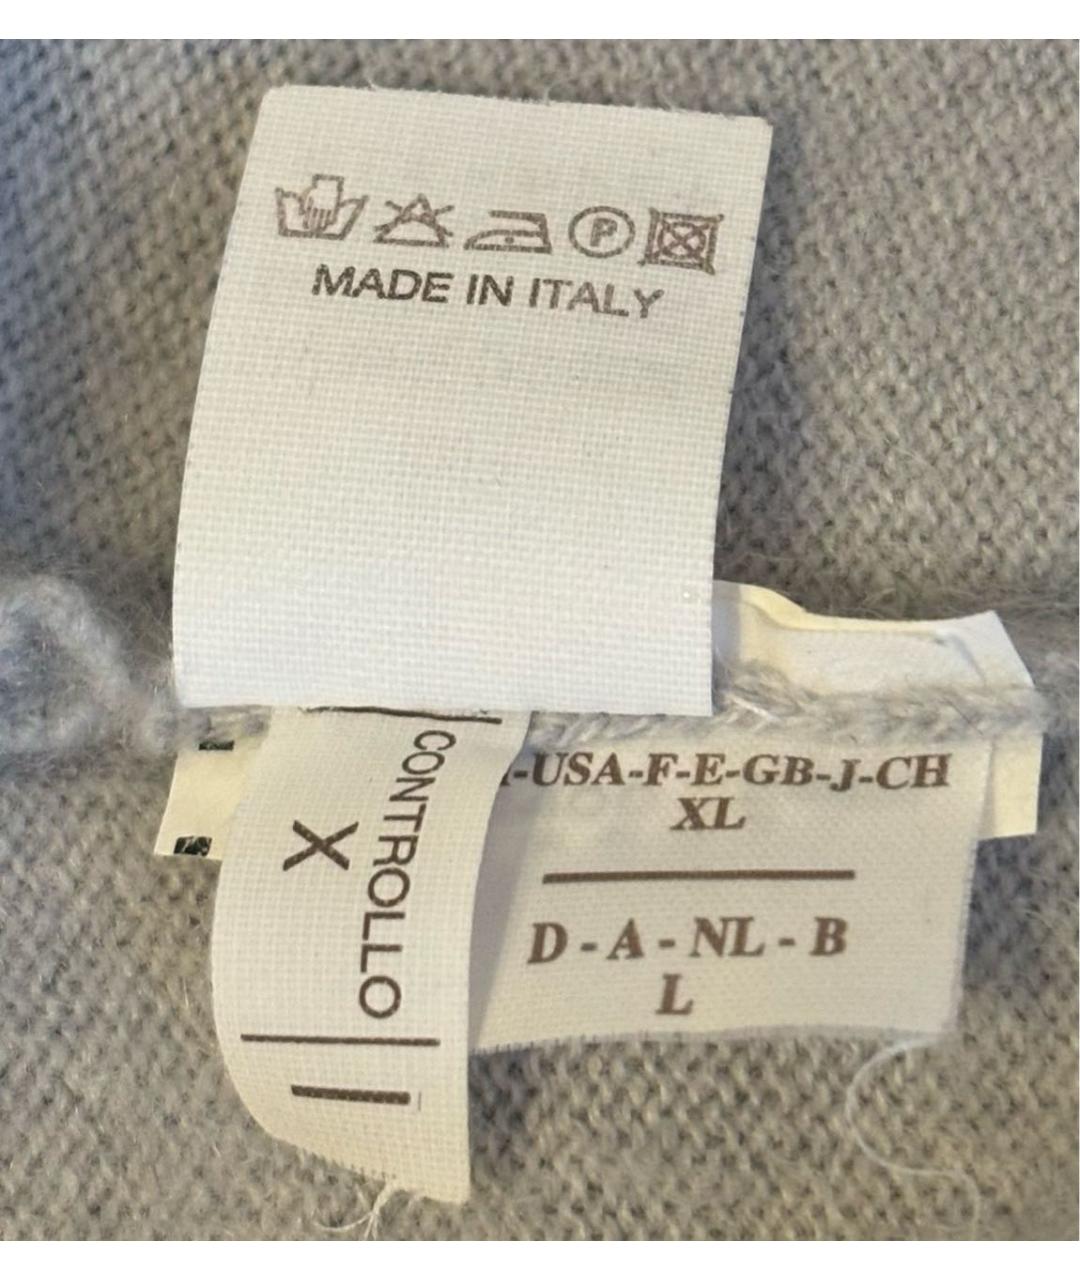 P
MADE IN ITALY
CONTROLLO
X
-USA-F-E-GB-J-CH
XL
D - A - NL - B
L